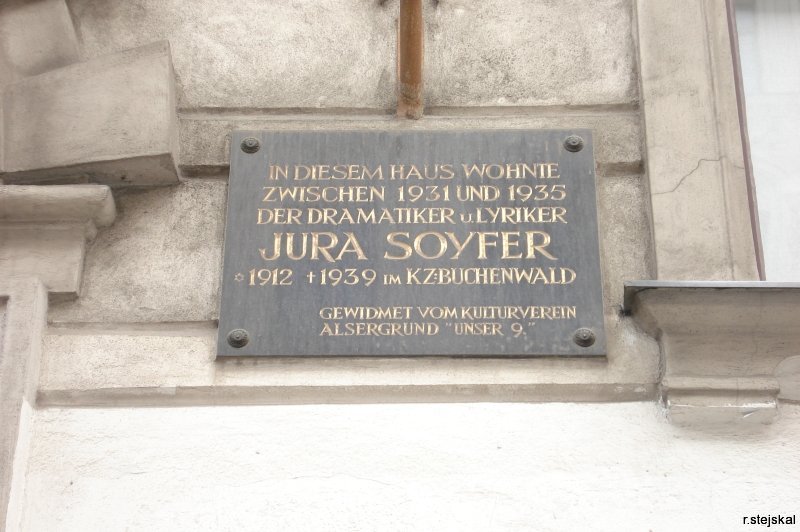 IN DIESEM HAUS WOHNTE
ZWISCHEN 1931 UND 1935
DER DRAMATIKER U. LYRIKER
JURA SOYFER
✡1912 +1939 IM KZ: BUCHENWALD
GEWIDMET VOM KULTURVEREIN
ALSERGRUND "UNSER 9."
r.stejskal